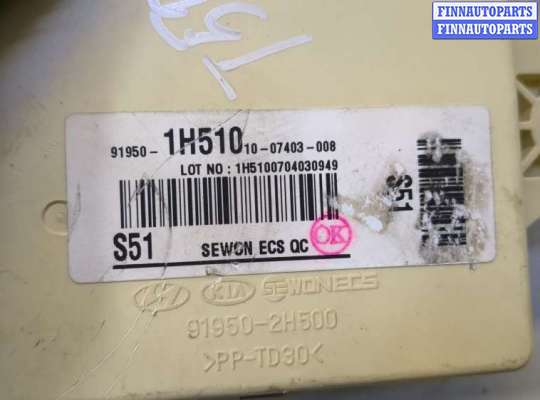 FINNAUTOPARTS
FINNAUTOPARTS
91950-1H510 10-07403-008
LOT NO : 1H5100704030949
S51 SEWON ECS QC OK
S51
KIA SEWONECS
91950-2H500
>PP-TD30<